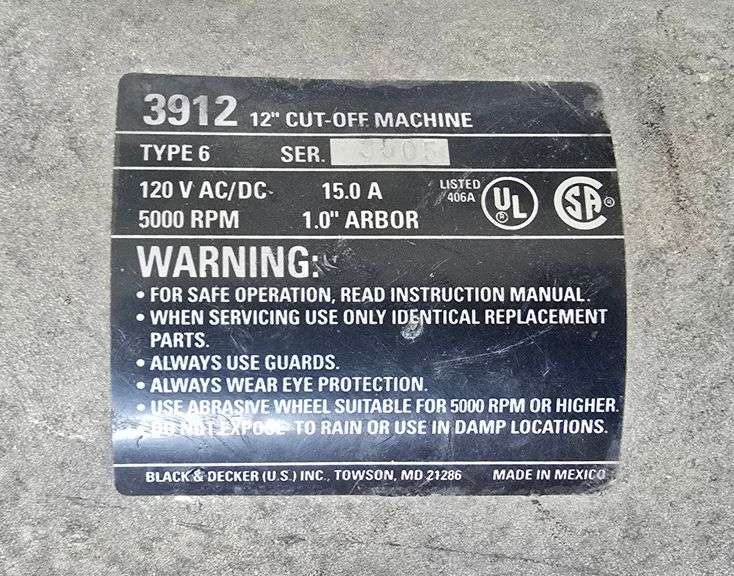 3912 12" CUT-OFF MACHINE
TYPE 6 SER.
120 V AC/DC 15.0 A LISTED 406A UL ® SA ®
5000 RPM 1.0" ARBOR
WARNING:
• FOR SAFE OPERATION, READ INSTRUCTION MANUAL.
• WHEN SERVICING USE ONLY IDENTICAL REPLACEMENT
PARTS.
• ALWAYS USE GUARDS.
• ALWAYS WEAR EYE PROTECTION.
• USE ABRASIVE WHEEL SUITABLE FOR 5000 RPM OR HIGHER.
• DO NOT EXPOSE TO RAIN OR USE IN DAMP LOCATIONS.
BLACK & DECKER (U.S.) INC., TOWSON, MD 21286 MADE IN MEXICO